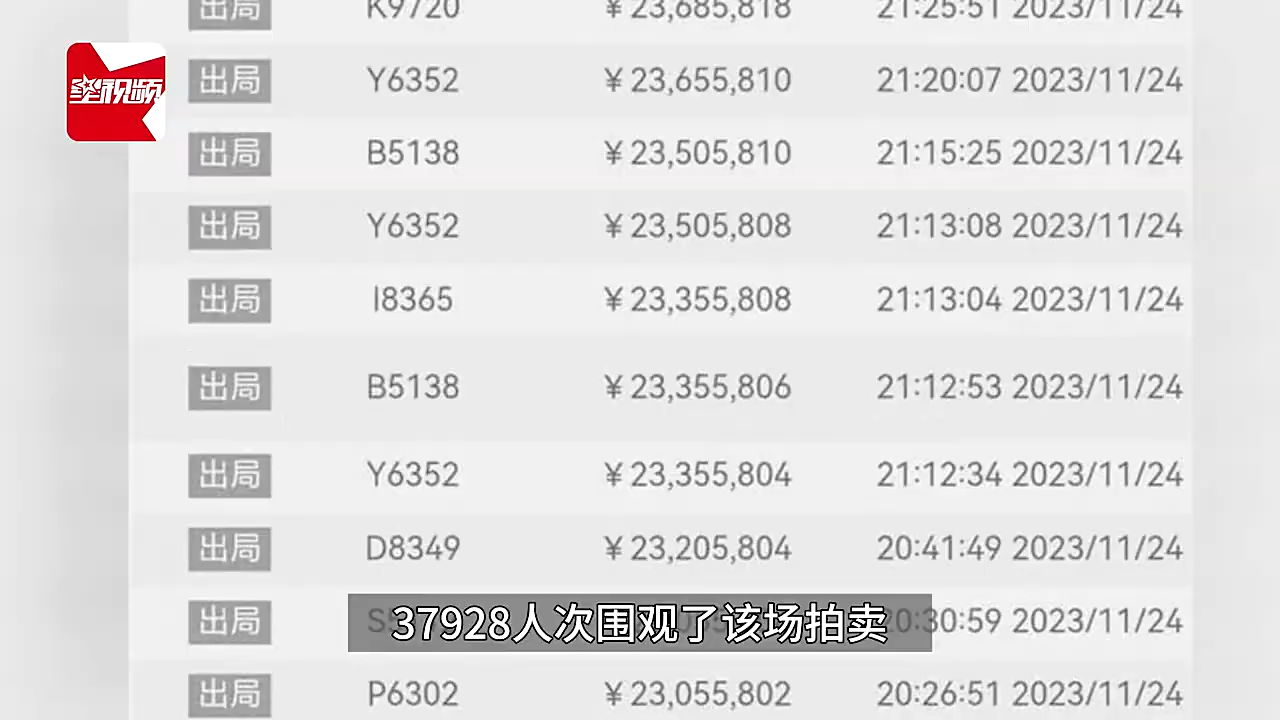 出局 K9720 ￥23,685,818 21:25:51 2023/11/24
星视频
出局 Y6352 ￥23,655,810 21:20:07 2023/11/24
出局 B5138 ￥23,505,810 21:15:25 2023/11/24
出局 Y6352 ￥23,505,808 21:13:08 2023/11/24
出局 I8365 ￥23,355,808 21:13:04 2023/11/24
出局 B5138 ￥23,355,806 21:12:53 2023/11/24
出局 Y6352 ￥23,355,804 21:12:34 2023/11/24
出局 D8349 ￥23,205,804 20:41:49 2023/11/24
出局 20:30:59 2023/11/24
37928人次围观了该场拍卖
出局 P6302 ￥23,055,802 20:26:51 2023/11/24